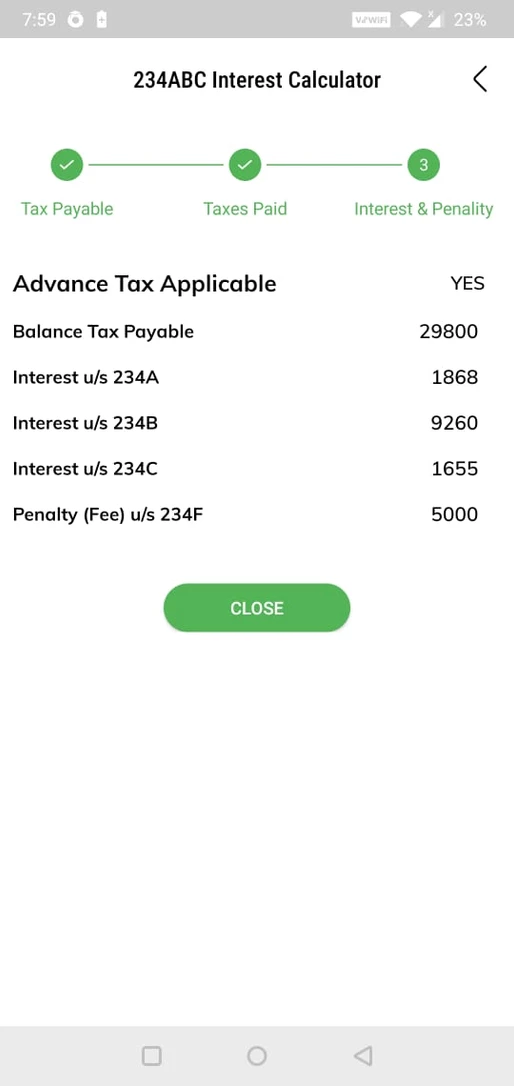 7:59 VoWiFi 23%
234ABC Interest Calculator
3
Tax Payable Taxes Paid Interest & Penality
Advance Tax Applicable YES
Balance Tax Payable 29800
Interest u/s 234A 1868
Interest u/s 234B 9260
Interest u/s 234C 1655
Penalty (Fee) u/s 234F 5000
CLOSE